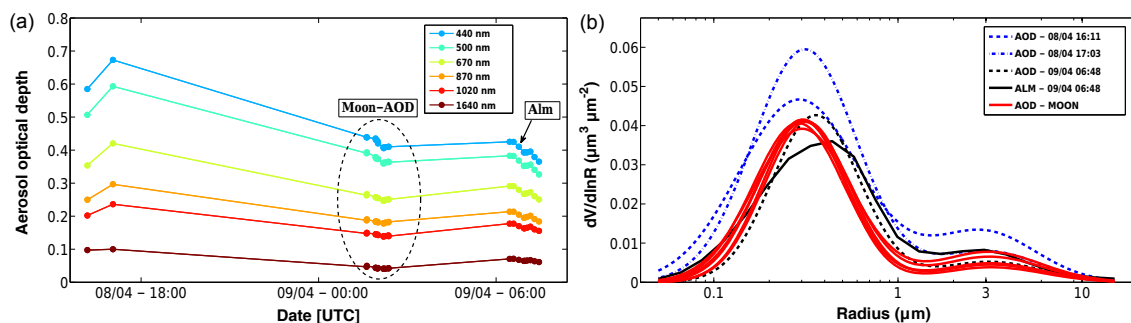 (a)
0.8
0.7
0.6
0.5
0.4
0.3
0.2
0.1
0
Aerosol optical depth
440 nm
500 nm
670 nm
870 nm
1020 nm
1640 nm
Moon−AOD
Alm
08/04 − 18:00
09/04 − 00:00
09/04 − 06:00
Date [UTC]
(b)
0.06
0.05
0.04
0.03
0.02
0.01
0
dV/dlnR (μm³ μm⁻²)
AOD − 08/04 16:11
AOD − 08/04 17:03
AOD − 09/04 06:48
ALM − 09/04 06:48
AOD − MOON
0.1
1
3
10
Radius (μm)